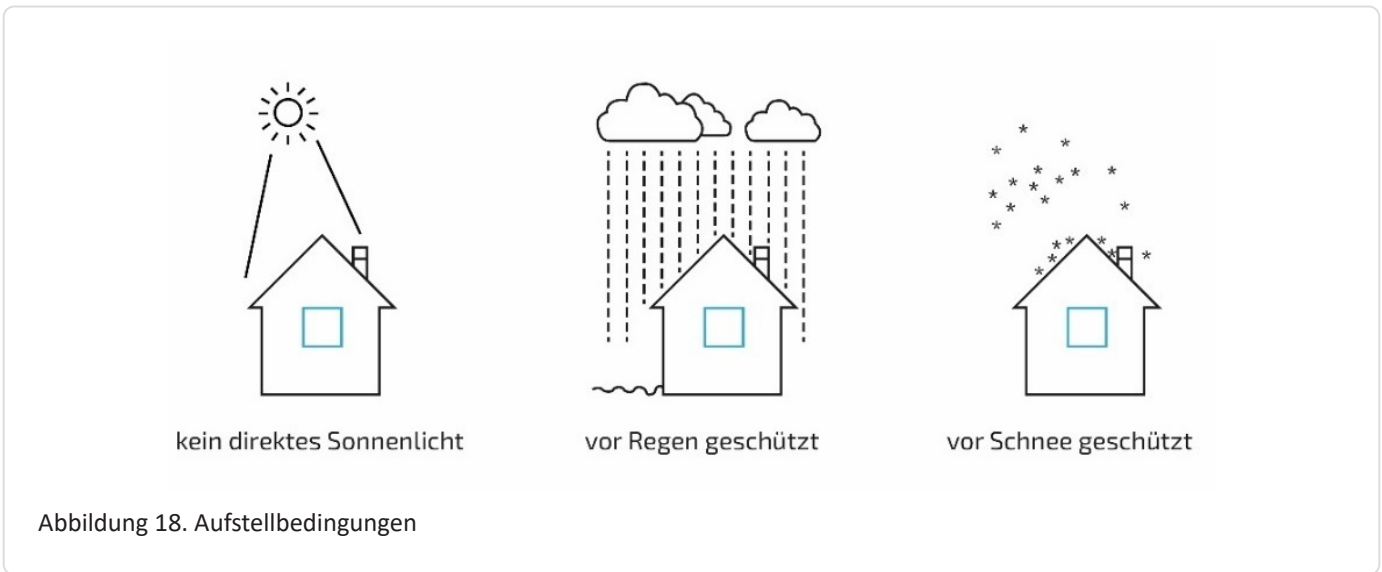 kein direktes Sonnenlicht
vor Regen geschützt
vor Schnee geschützt
Abbildung 18. Aufstellbedingungen